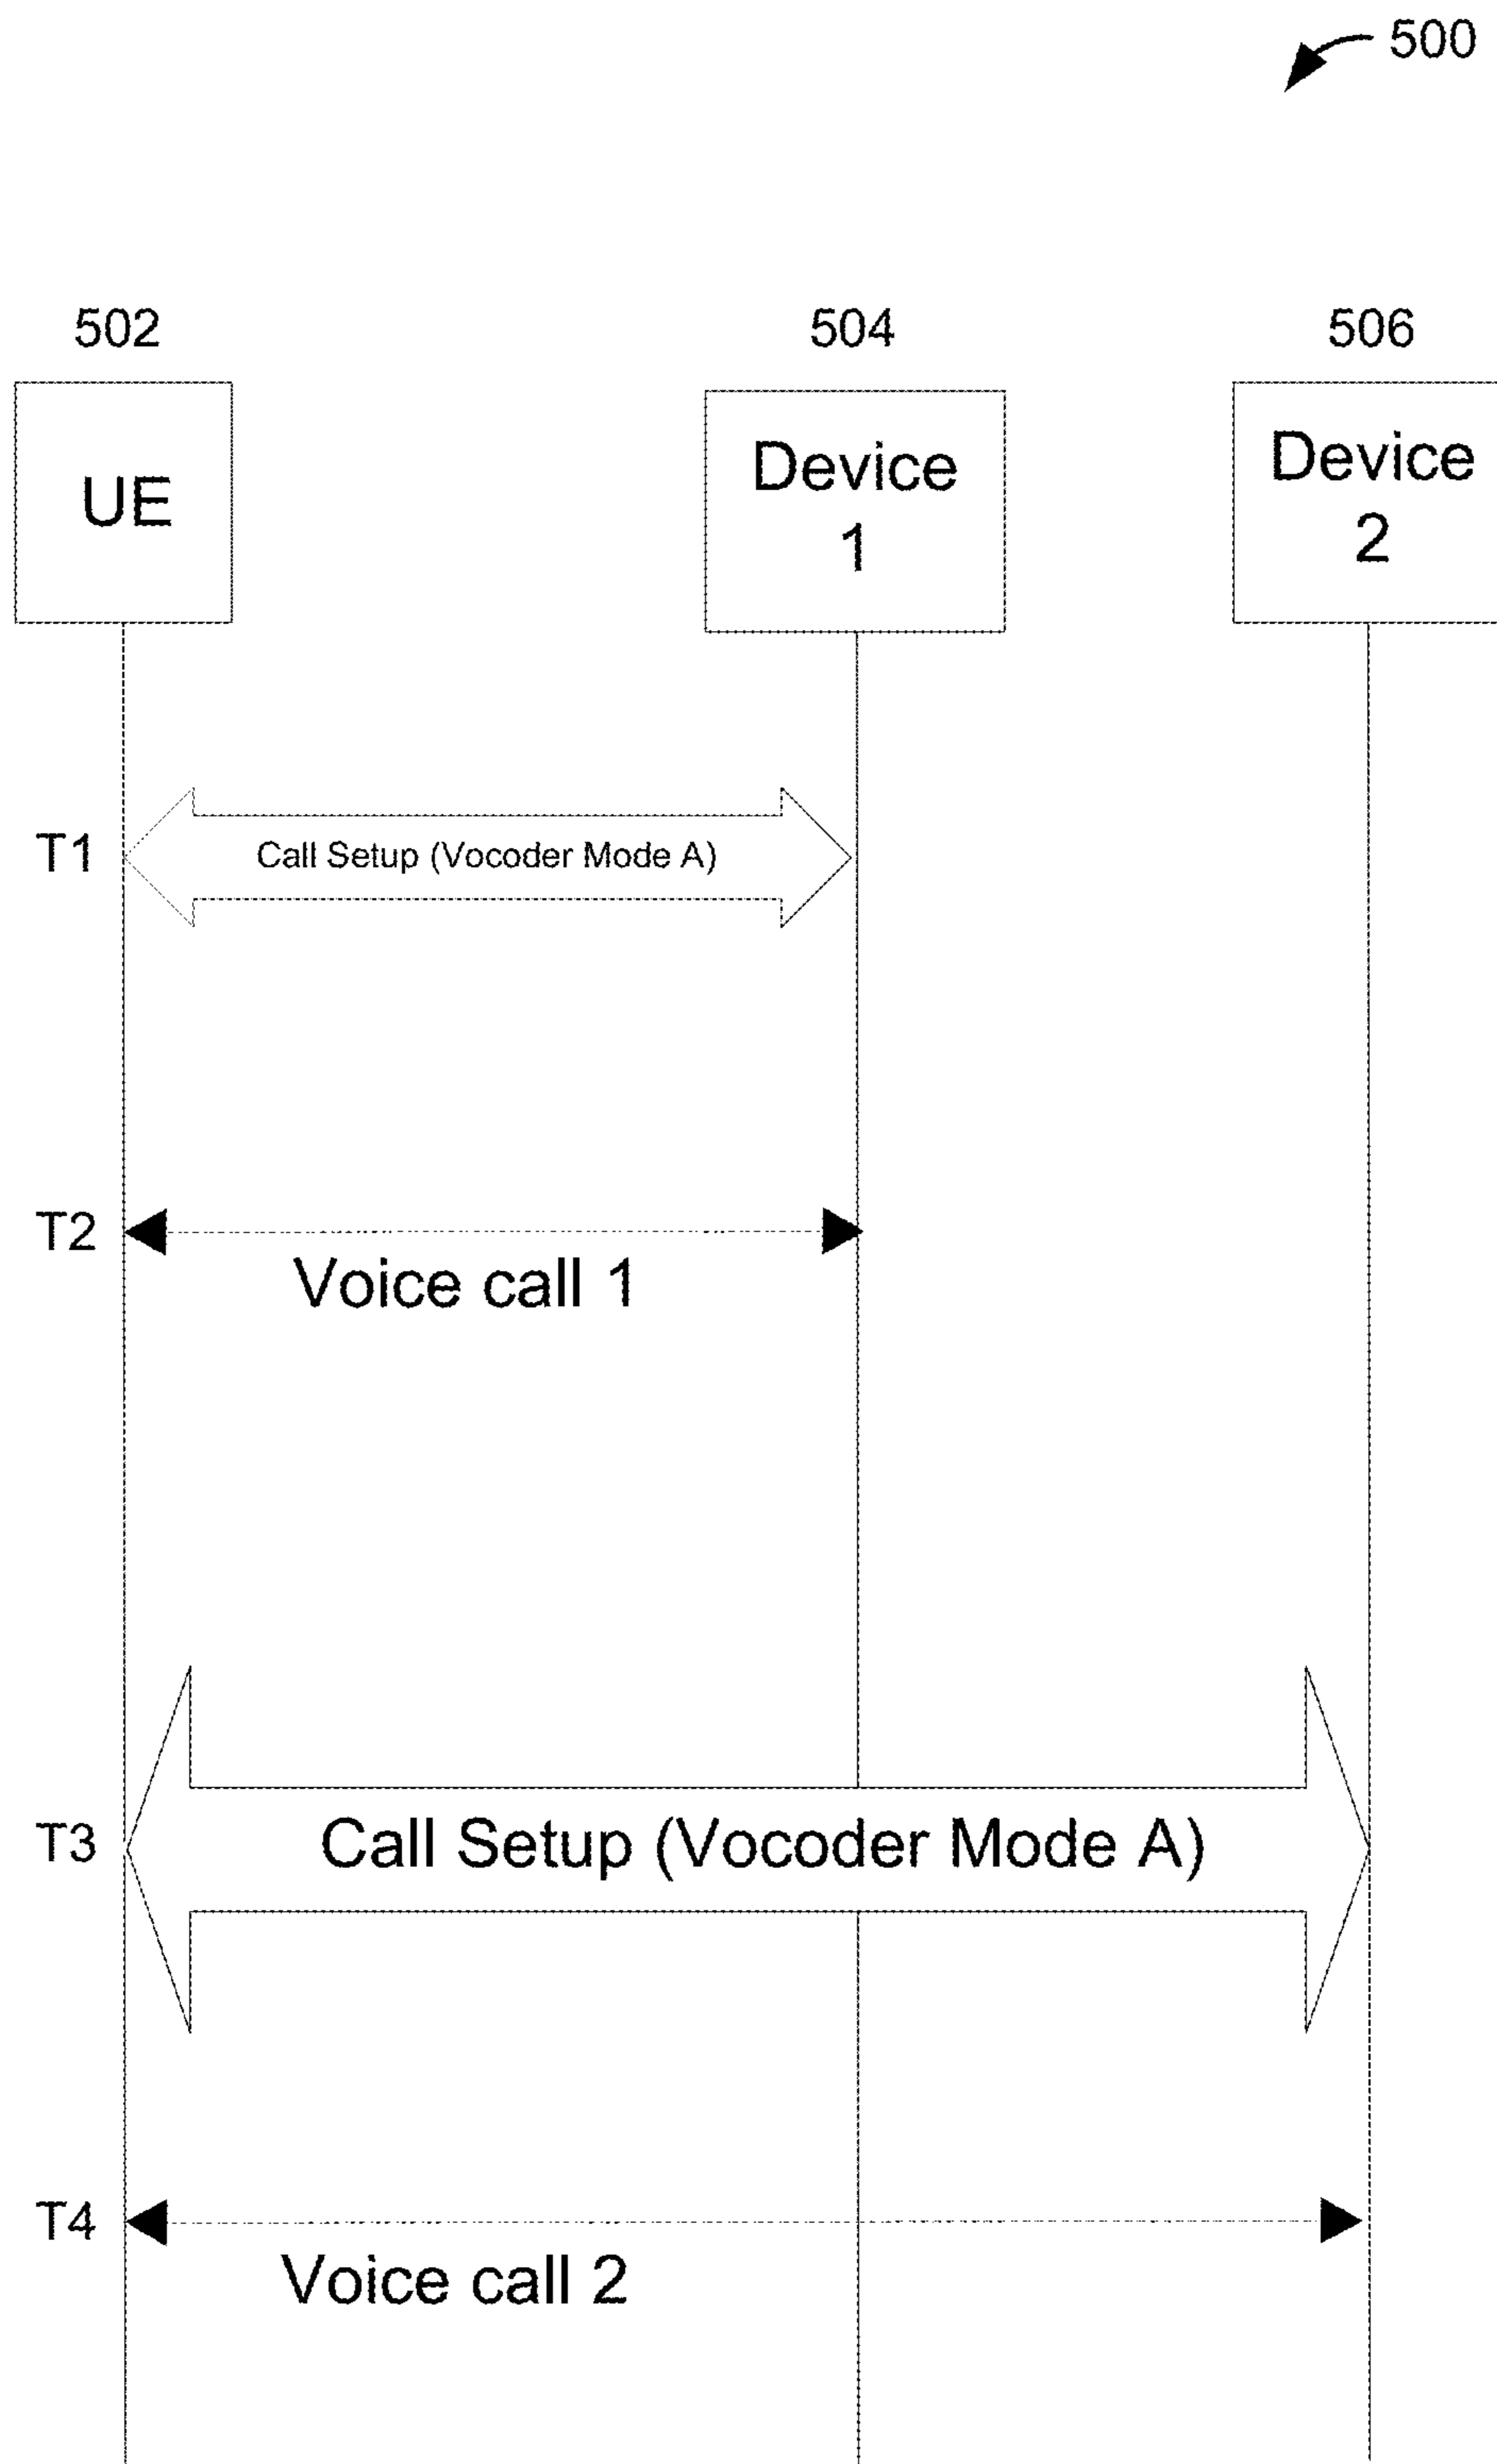 500
502
504
506
UE
Device
1
Device
2
T1
Call Setup (Vocoder Mode A)
T2
Voice call 1
T3
Call Setup (Vocoder Mode A)
T4
Voice call 2